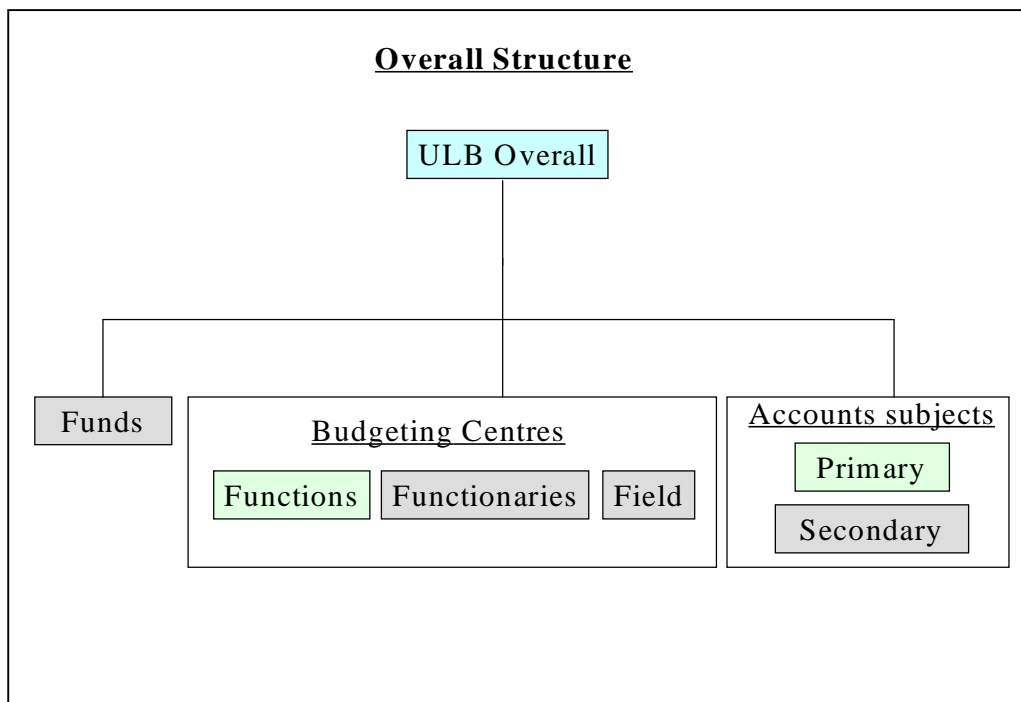 Overall Structure
ULB Overall
Funds
Budgeting Centres
Functions Functionaries Field
Accounts subjects
Primary
Secondary